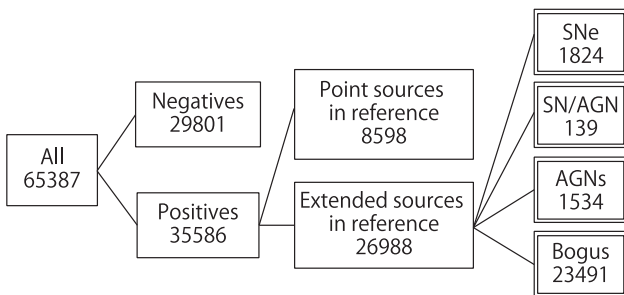 All
65387
Negatives
29801
Positives
35586
Point sources
in reference
8598
Extended sources
in reference
26988
SNe
1824
SN/AGN
139
AGNs
1534
Bogus
23491